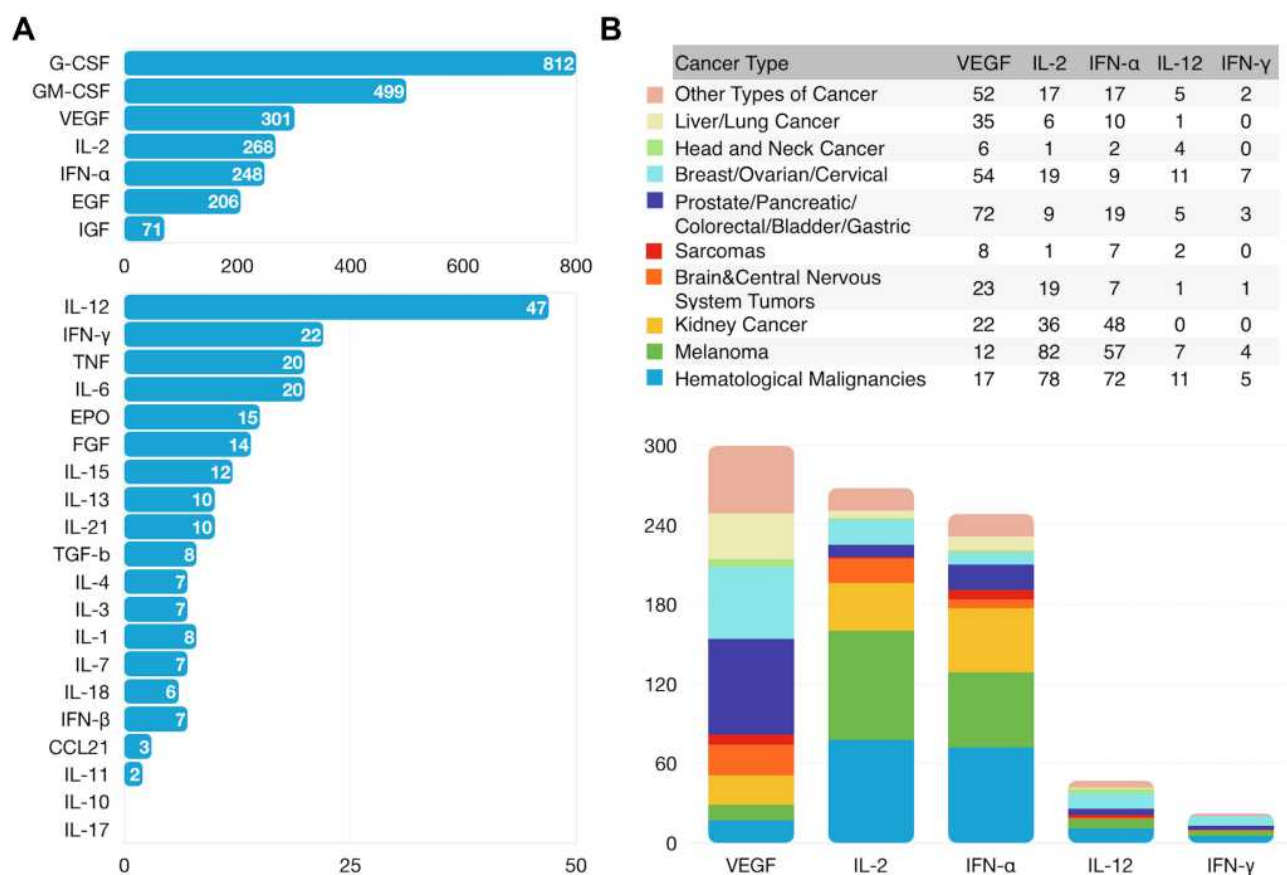 A
G-CSF 812
GM-CSF 499
VEGF 301
IL-2 268
IFN-α 248
EGF 206
IGF 71
0 200 400 600 800
IL-12 47
IFN-γ 22
TNF 20
IL-6 20
EPO 15
FGF 14
IL-15 12
IL-13 10
IL-21 10
TGF-b 8
IL-4 7
IL-3 7
IL-1 8
IL-7 7
IL-18 6
IFN-β 7
CCL21 3
IL-11 2
IL-10
IL-17
0 25 50
B
Cancer Type VEGF IL-2 IFN-α IL-12 IFN-γ
Other Types of Cancer 52 17 17 5 2
Liver/Lung Cancer 35 6 10 1 0
Head and Neck Cancer 6 1 2 4 0
Breast/Ovarian/Cervical 54 19 9 11 7
Prostate/Pancreatic/
Colorectal/Bladder/Gastric 72 9 19 5 3
Sarcomas 8 1 7 2 0
Brain&Central Nervous
System Tumors 23 19 7 1 1
Kidney Cancer 22 36 48 0 0
Melanoma 12 82 57 7 4
Hematological Malignancies 17 78 72 11 5
300
240
180
120
60
0
VEGF IL-2 IFN-α IL-12 IFN-γ